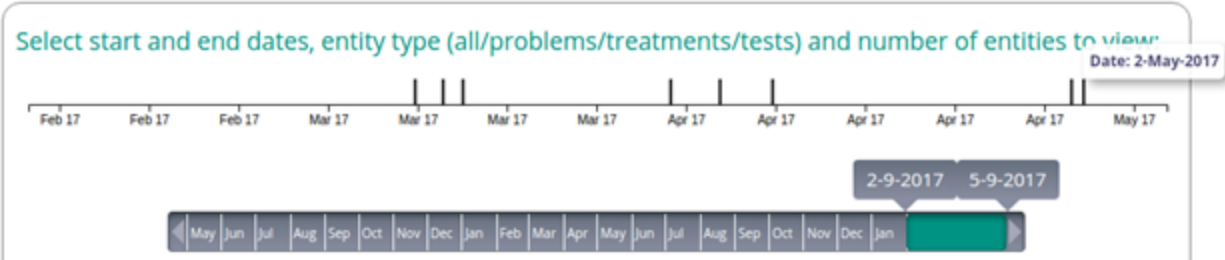 Select start and end dates, entity type (all/problems/treatments/tests) and number of entities to view:
Date: 2-May-2017
Feb 17 Feb 17 Feb 17 Mar 17 Mar 17 Mar 17 Mar 17 Apr 17 Apr 17 Apr 17 Apr 17 Apr 17 May 17
2-9-2017 5-9-2017
May Jun Jul Aug Sep Oct Nov Dec Jan Feb Mar Apr May Jun Jul Aug Sep Oct Nov Dec Jan